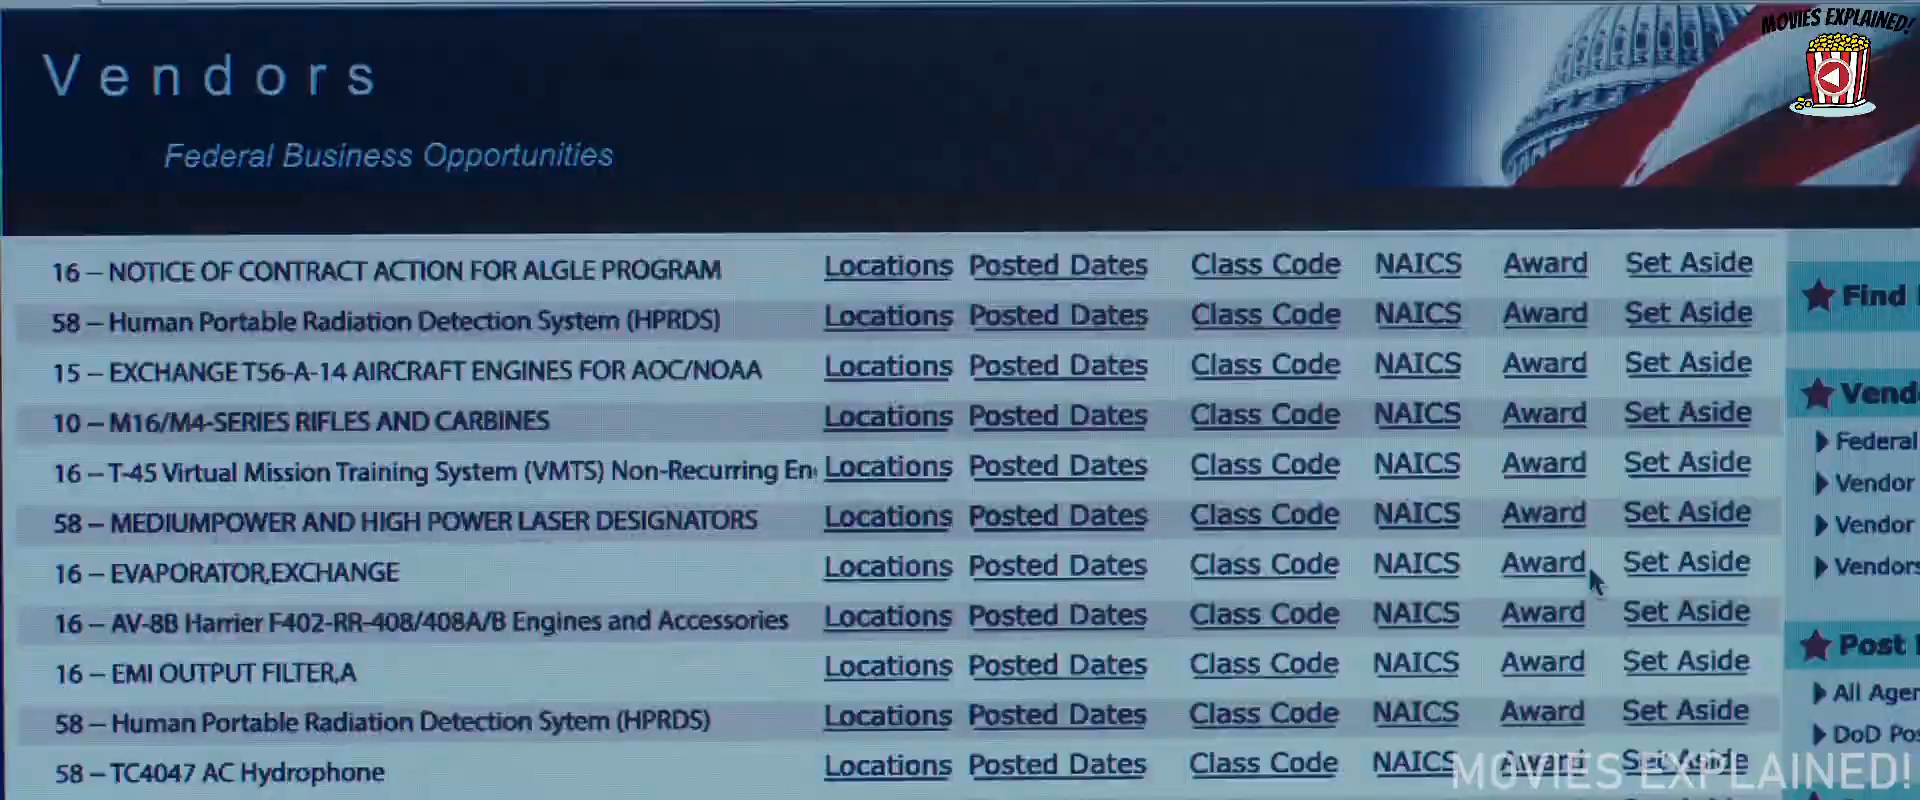 MOVIES EXPLAINED!
Vendors
Federal Business Opportunities
16 – NOTICE OF CONTRACT ACTION FOR ALGLE PROGRAM Locations Posted Dates Class Code NAICS Award Set Aside
58 – Human Portable Radiation Detection System (HPRDS) Locations Posted Dates Class Code NAICS Award Set Aside
Find
15 – EXCHANGE T56-A-14 AIRCRAFT ENGINES FOR AOC/NOAA Locations Posted Dates Class Code NAICS Award Set Aside
Vend
10 – M16/M4-SERIES RIFLES AND CARBINES Locations Posted Dates Class Code NAICS Award Set Aside
Federal
16 – T-45 Virtual Mission Training System (VMTS) Non-Recurring En Locations Posted Dates Class Code NAICS Award Set Aside
Vendor
58 – MEDIUMPOWER AND HIGH POWER LASER DESIGNATORS Locations Posted Dates Class Code NAICS Award Set Aside
Vendor
16 – EVAPORATOR,EXCHANGE Locations Posted Dates Class Code NAICS Award Set Aside
Vendors
16 – AV-8B Harrier F402-RR-408/408A/B Engines and Accessories Locations Posted Dates Class Code NAICS Award Set Aside
Post
16 – EMI OUTPUT FILTER,A Locations Posted Dates Class Code NAICS Award Set Aside
All Agen
58 – Human Portable Radiation Detection Sytem (HPRDS) Locations Posted Dates Class Code NAICS Award Set Aside
DoD Pos
58 – TC4047 AC Hydrophone Locations Posted Dates Class Code NAICS Award Set Aside
MOVIES EXPLAINED!